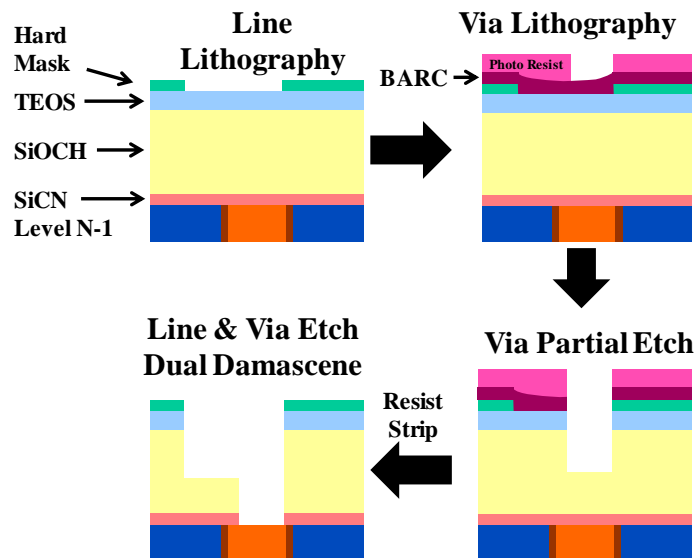 Line
Lithography
Hard
Mask
TEOS
SiOCH
SiCN
Level N-1
Via Lithography
BARC
Photo Resist
Via Partial Etch
Resist
Strip
Line & Via Etch
Dual Damascene